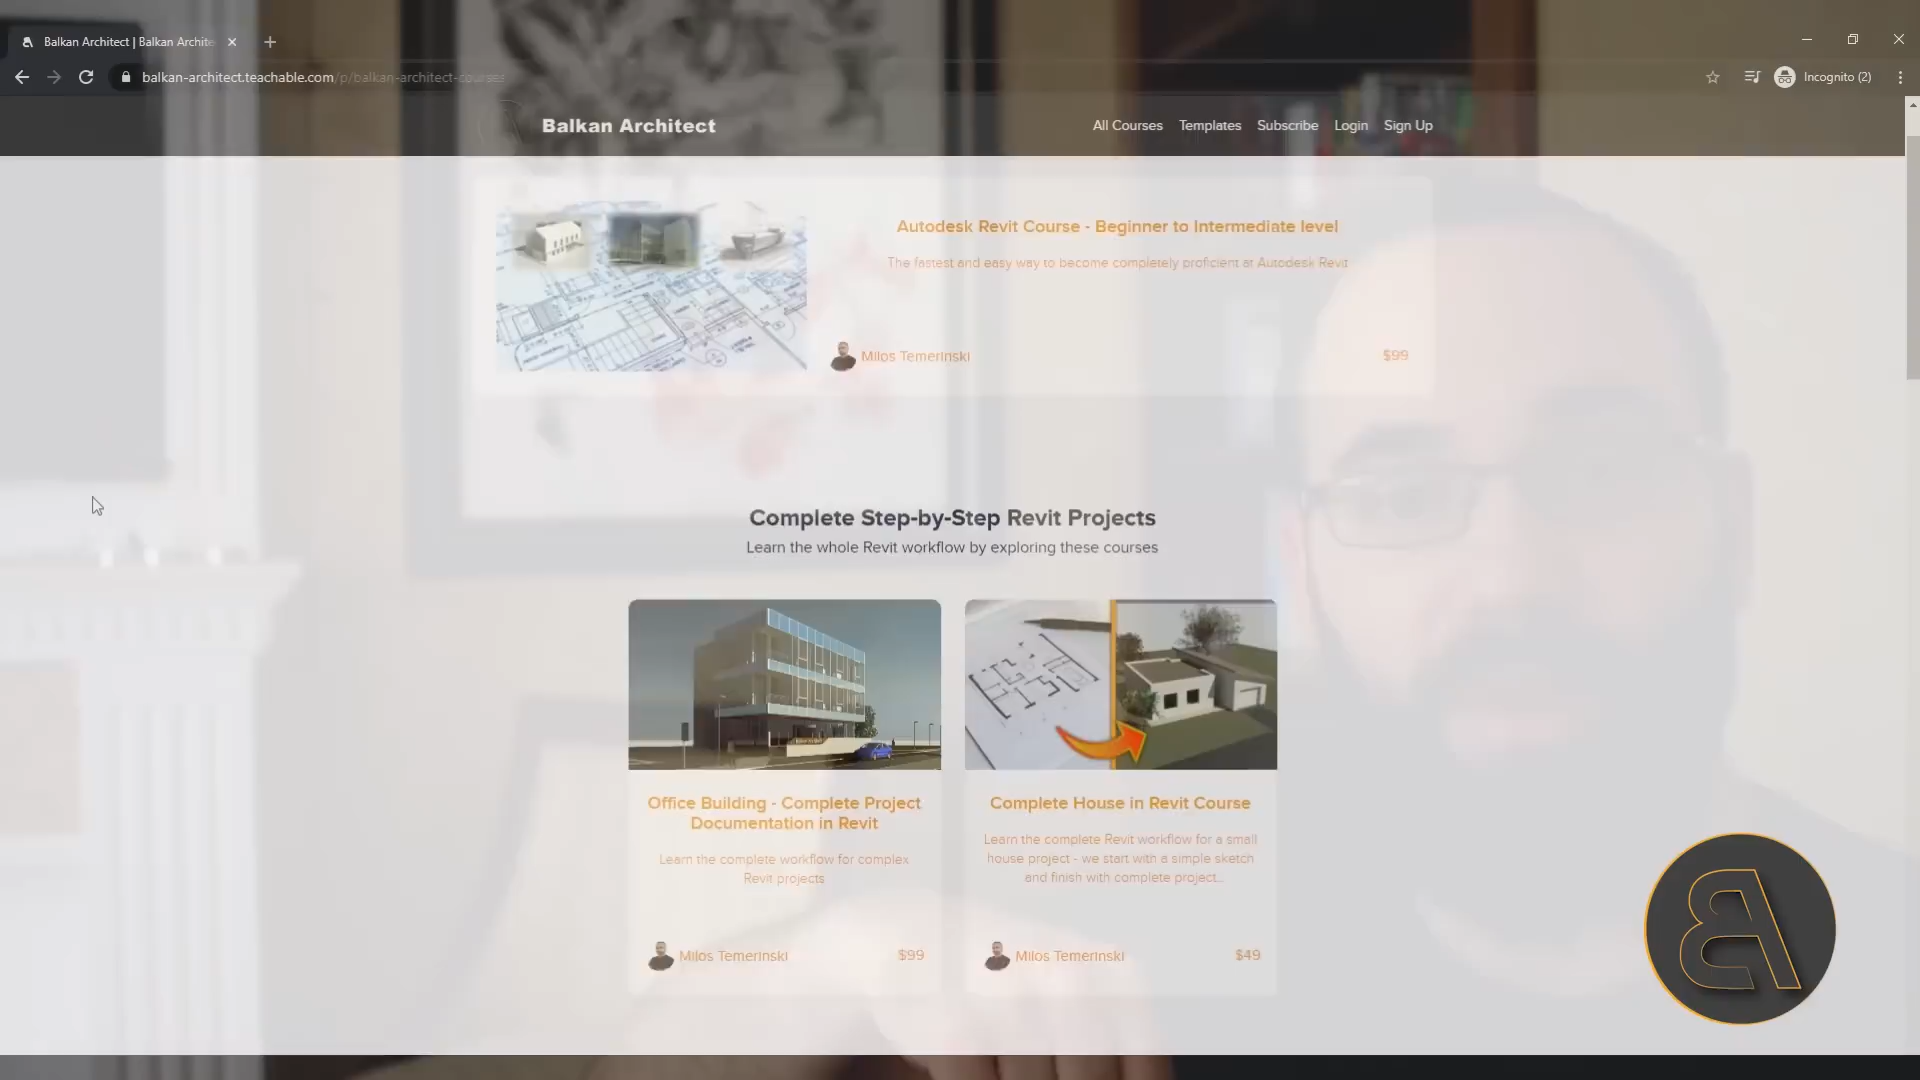 Balkan Architect | Balkan Archite
balkan-architect.teachable.com/p/balkan-architect-courses
Incognito (2)
Balkan Architect
All Courses Templates Subscribe Login Sign Up
Autodesk Revit Course - Beginner to Intermediate level
The fastest and easy way to become completely proficient at Autodesk Revit
Milos Temerinski $99
Complete Step-by-Step Revit Projects
Learn the whole Revit workflow by exploring these courses
Office Building - Complete Project
Documentation in Revit
Learn the complete workflow for complex
Revit projects
Milos Temerinski $99
Complete House in Revit Course
Learn the complete Revit workflow for a small
house project - we start with a simple sketch
and finish with complete project...
Milos Temerinski $49